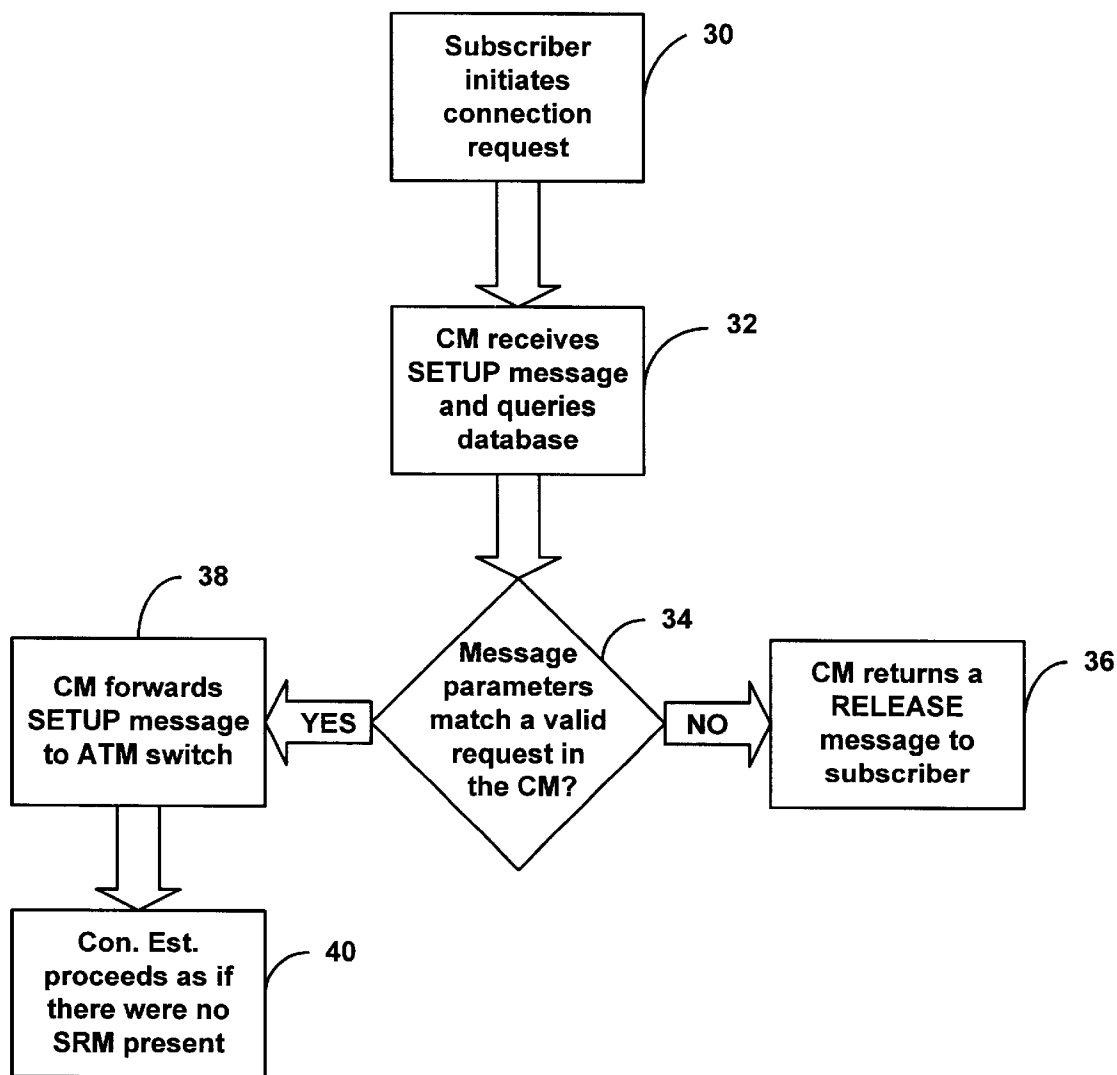 Subscriber
initiates
connection
request
30
CM receives
SETUP message
and queries
database
32
Message
parameters
match a valid
request in
the CM?
34
YES
NO
CM forwards
SETUP message
to ATM switch
38
CM returns a
RELEASE
message to
subscriber
36
Con. Est.
proceeds as if
there were no
SRM present
40